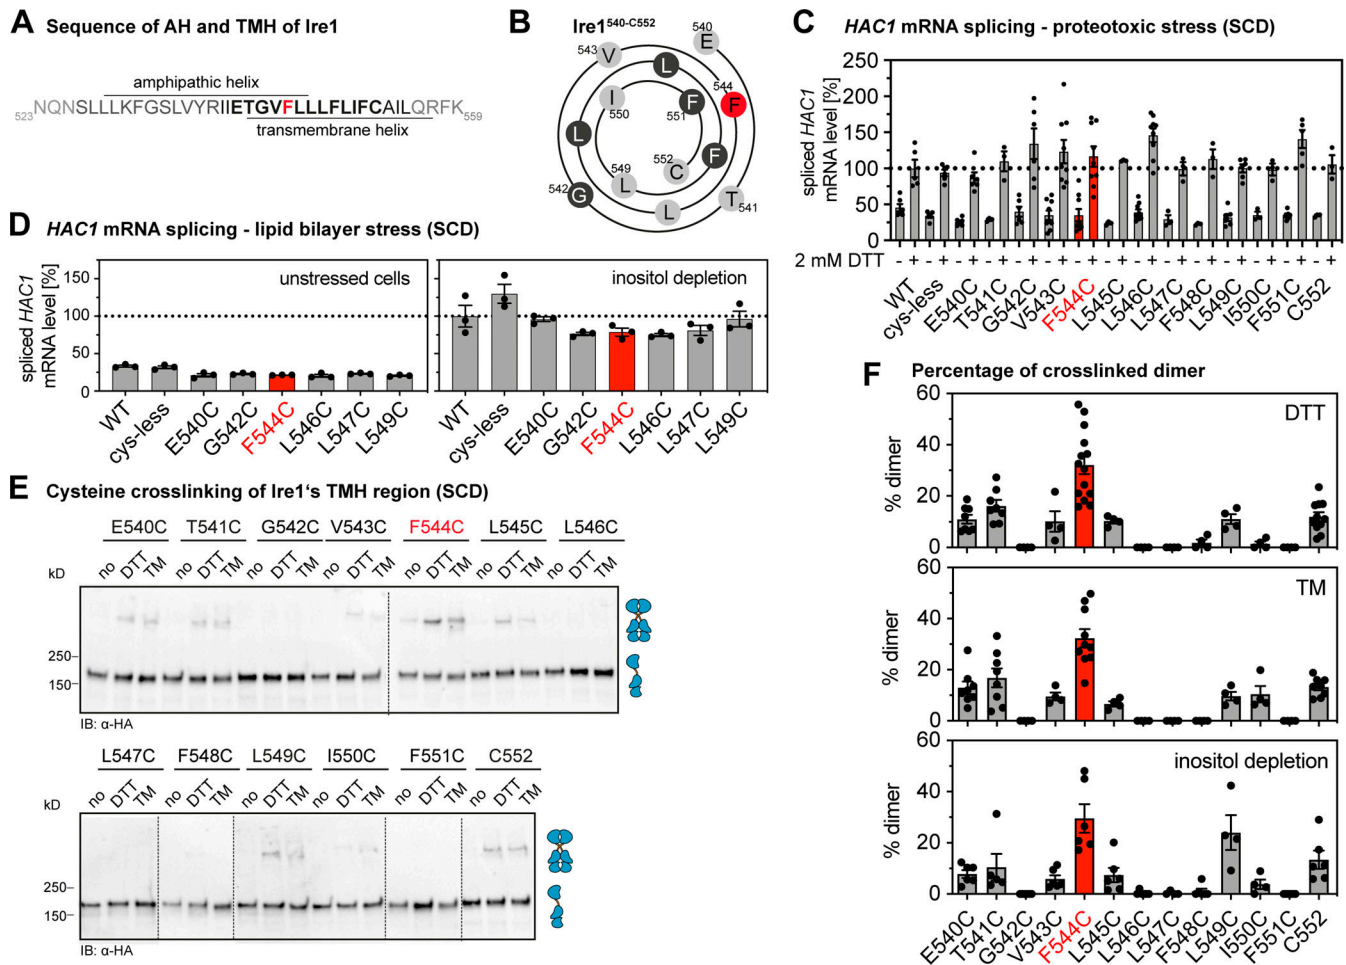 A Sequence of AH and TMH of Ire1
amphipathic helix
523NQNSLLLKFGSLVYRIIETGVFLLLFLIFCAILQRFK559
transmembrane helix
B Ire1540-C552
540
E
543
V
L
544
F
I
550
F
551
L
F
552
C
549
L
542
G
L
T
541
C HAC1 mRNA splicing - proteotoxic stress (SCD)
spliced HAC1
mRNA level [%]
250
200
150
100
50
0
2 mM DTT - + - + - + - + - + - + - + - + - + - + - + - + - + - + - +
WT
cys-less
E540C
T541C
G542C
V543C
F544C
L545C
L546C
L547C
F548C
L549C
I550C
F551C
C552
D HAC1 mRNA splicing - lipid bilayer stress (SCD)
spliced HAC1
mRNA level [%]
150
100
50
0
unstressed cells
inositol depletion
WT
cys-less
E540C
G542C
F544C
L546C
L547C
L549C
WT
cys-less
E540C
G542C
F544C
L546C
L547C
L549C
E Cysteine crosslinking of Ire1‘s TMH region (SCD)
E540C T541C G542C V543C F544C L545C L546C
kD no DTT TM no DTT TM no DTT TM no DTT TM no DTT TM no DTT TM no DTT TM
250
150
IB: α-HA
L547C F548C L549C I550C F551C C552
kD no DTT TM no DTT TM no DTT TM no DTT TM no DTT TM no DTT TM
250
150
IB: α-HA
F Percentage of crosslinked dimer
DTT
% dimer
60
40
20
0
TM
% dimer
60
40
20
0
inositol depletion
% dimer
60
40
20
0
E540C
T541C
G542C
V543C
F544C
L545C
L546C
L547C
F548C
L549C
I550C
F551C
C552